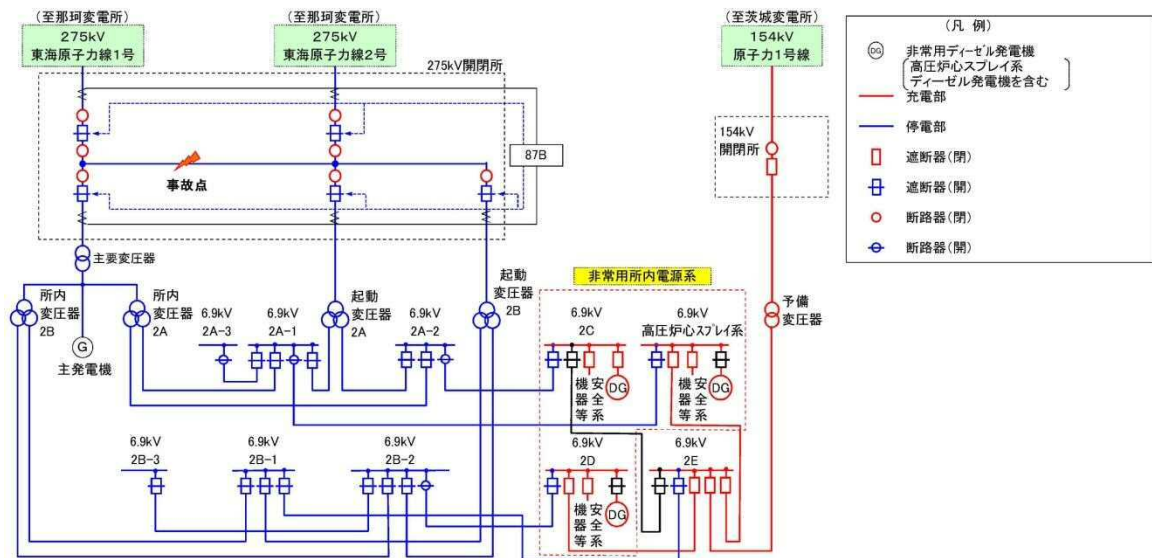 (至那珂変電所)
275kV
東海原子力線1号
(至那珂変電所)
275kV
東海原子力線2号
(至茨城変電所)
154kV
原子力1号線
(凡 例)
DG
非常用ディーゼル発電機
高圧炉心スプレイ系
ディーゼル発電機を含む
充電部
停電部
遮断器(閉)
遮断器(開)
断路器(閉)
断路器(開)
275kV開閉所
87B
154kV
開閉所
事故点
主要変圧器
所内
変圧器
2B
所内
変圧器
2A
G
主発電機
6.9kV
2A-3
6.9kV
2A-1
起動
変圧器
2A
6.9kV
2A-2
起動
変圧器
2B
非常用所内電源系
6.9kV
2C
安全系
機器等
DG
6.9kV
高圧炉心スプレイ系
安全系
機器等
DG
予備
変圧器
6.9kV
2B-3
6.9kV
2B-1
6.9kV
2B-2
6.9kV
2D
安全系
機器等
DG
6.9kV
2E